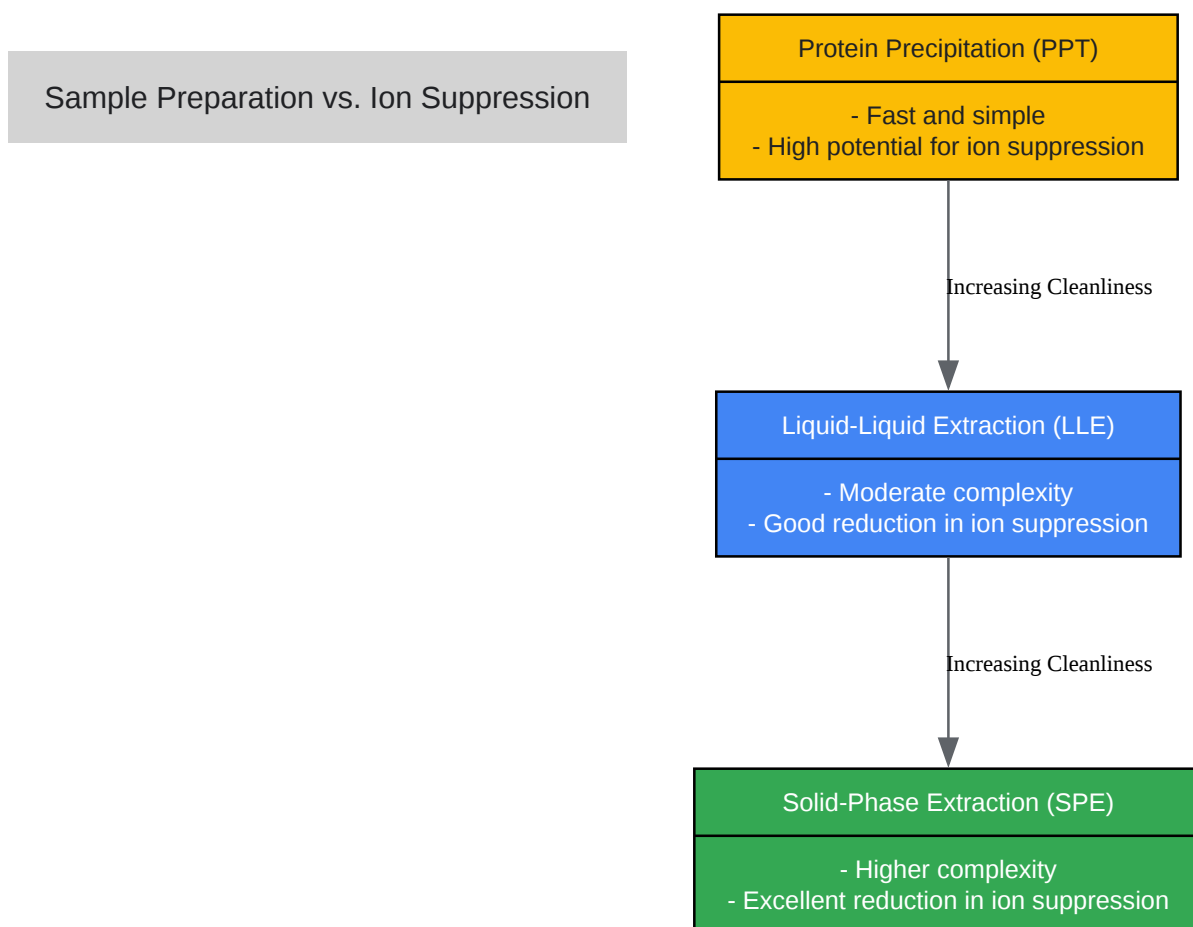 Sample Preparation vs. Ion Suppression
Protein Precipitation (PPT)
- Fast and simple
- High potential for ion suppression
Increasing Cleanliness
Liquid-Liquid Extraction (LLE)
- Moderate complexity
- Good reduction in ion suppression
Increasing Cleanliness
Solid-Phase Extraction (SPE)
- Higher complexity
- Excellent reduction in ion suppression